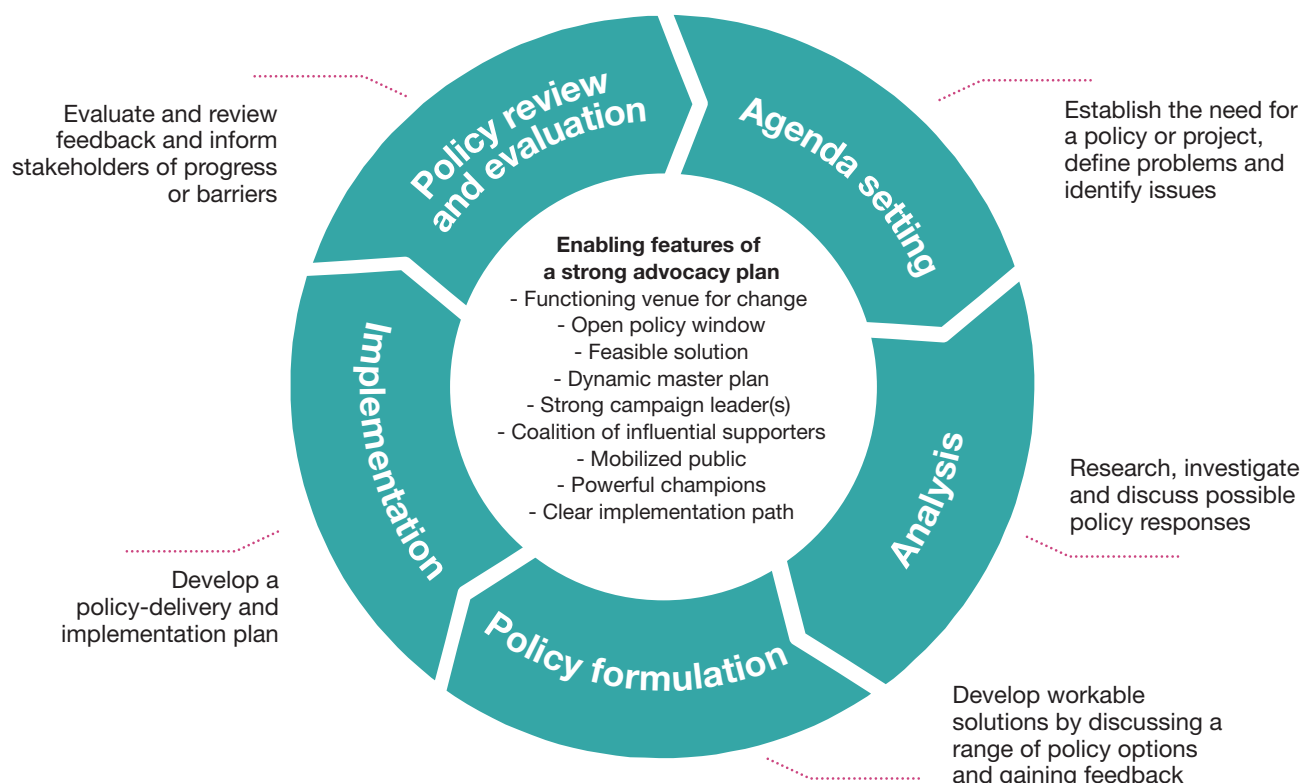 Policy review
and evaluation
Agenda setting
Analysis
Policy formulation
Implementation
Evaluate and review
feedback and inform
stakeholders of progress
or barriers
Establish the need for
a policy or project,
define problems and
identify issues
Enabling features of
a strong advocacy plan
- Functioning venue for change
- Open policy window
- Feasible solution
- Dynamic master plan
- Strong campaign leader(s)
- Coalition of influential supporters
- Mobilized public
- Powerful champions
- Clear implementation path
Research, investigate
and discuss possible
policy responses
Develop a
policy-delivery and
implementation plan
Develop workable
solutions by discussing a
range of policy options
and gaining feedback